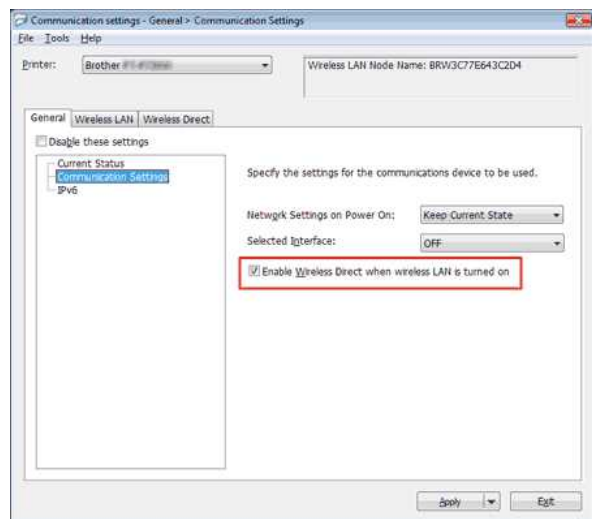 Communication settings - General > Communication Settings
File Tools Help
Printer: Brother
Wireless LAN Node Name: BRW3C77E643C2D4
General Wireless LAN Wireless Direct
Disable these settings
Current Status
Communication Settings
IPv6
Specify the settings for the communications device to be used.
Network Settings on Power On: Keep Current State
Selected Interface: OFF
Enable Wireless Direct when wireless LAN is turned on
Apply Exit